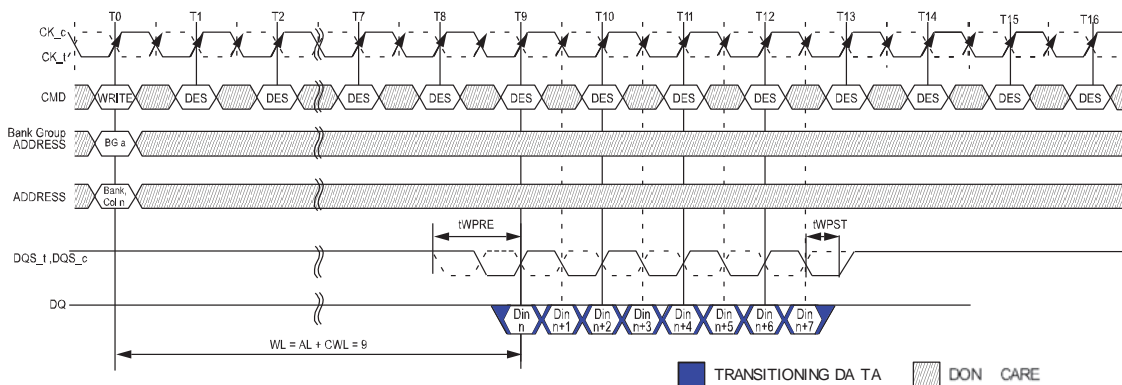 T0 T1 T2 T7 T8 T9 T10 T11 T12 T13 T14 T15 T16
CK_c
CK_t
CMD WRITE DES DES DES DES DES DES DES DES DES DES DES DES
Bank Group
ADDRESS
BG a
ADDRESS
Bank,
Col n
tWPRE tWPST
DQS_t ,DQS_c
DQ
Din Din Din Din Din Din Din Din
n n+1 n+2 n+3 n+4 n+5 n+6 n+7
WL = AL + CWL = 9
TRANSITIONING DA TA DON CARE